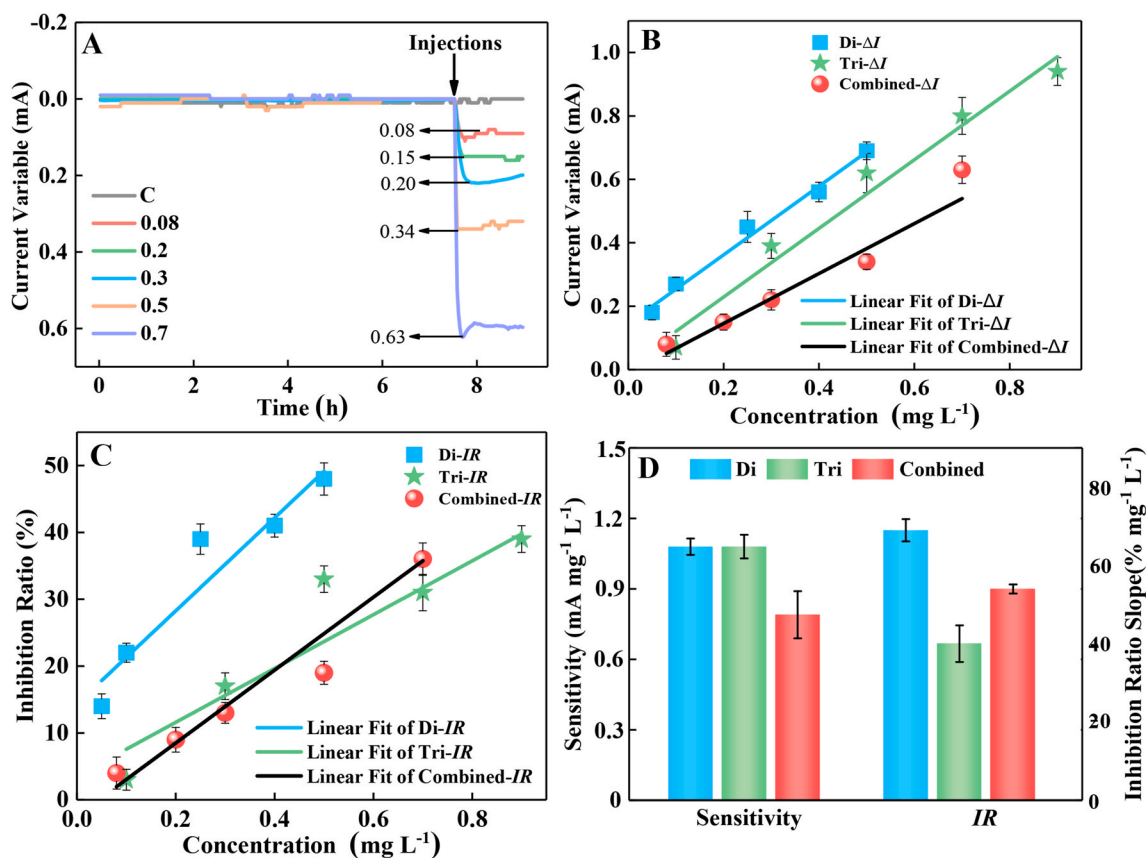 A
Injections
-0.2
0.0
0.2
0.4
0.6
Current Variable (mA)
0.08
0.15
0.20
0.34
0.63
C
0.08
0.2
0.3
0.5
0.7
0 2 4 6 8
Time (h)
B
Di-ΔI
Tri-ΔI
Combined-ΔI
1.0
0.8
0.6
0.4
0.2
0.0
Current Variable (mA)
Linear Fit of Di-ΔI
Linear Fit of Tri-ΔI
Linear Fit of Combined-ΔI
0.0 0.2 0.4 0.6 0.8
Concentration (mg L⁻¹)
C
Di-IR
Tri-IR
Combined-IR
50
40
30
20
10
0
Inhibition Ratio (%)
Linear Fit of Di-IR
Linear Fit of Tri-IR
Linear Fit of Combined-IR
0.0 0.2 0.4 0.6 0.8
Concentration (mg L⁻¹)
D
Di Tri Conbined
1.5
1.2
0.9
0.6
0.3
0
Sensitivity (mA mg⁻¹ L⁻¹)
80
60
40
20
0
Inhibition Ratio Slope(% mg⁻¹ L⁻¹)
Sensitivity IR